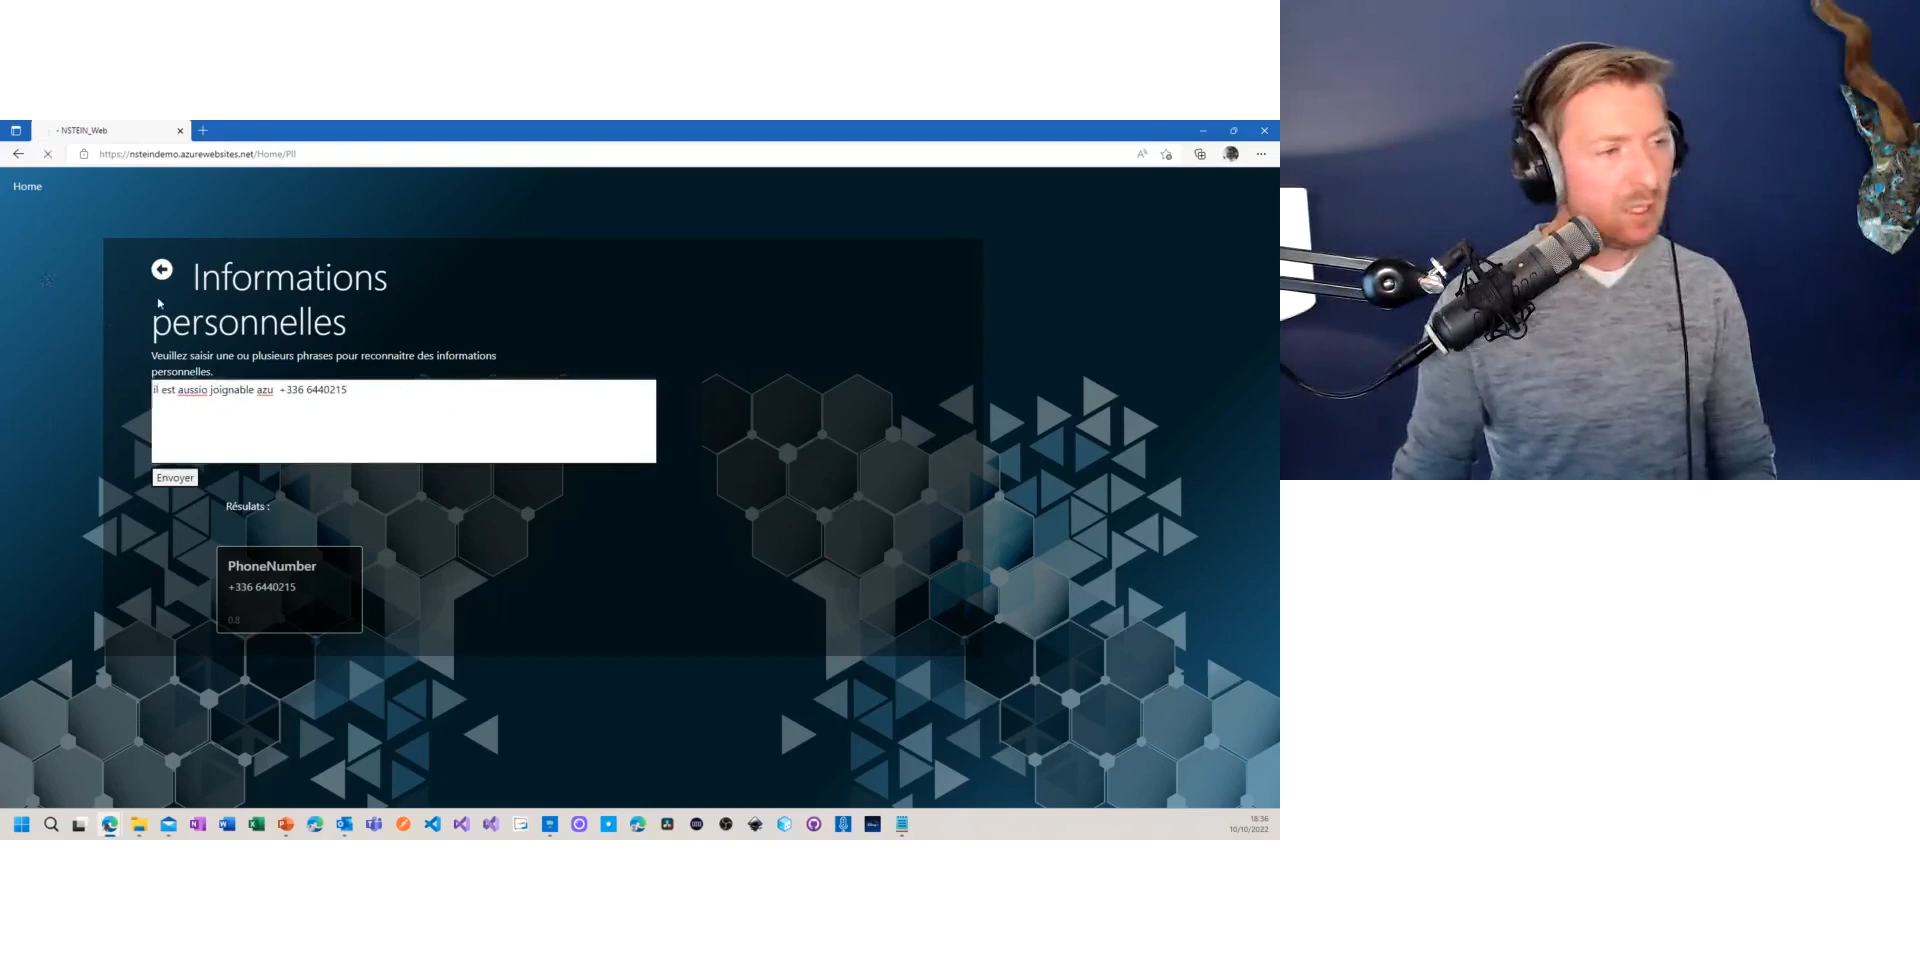 - NSTEIN_Web
https://nsteindemo.azurewebsites.net/Home/PII
Home
Informations
personnelles
Veuillez saisir une ou plusieurs phrases pour reconnaitre des informations
personnelles.
il est aussio joignable azu +336 6440215
Envoyer
Résulats :
PhoneNumber
+336 6440215
0.8
18:36
10/10/2022